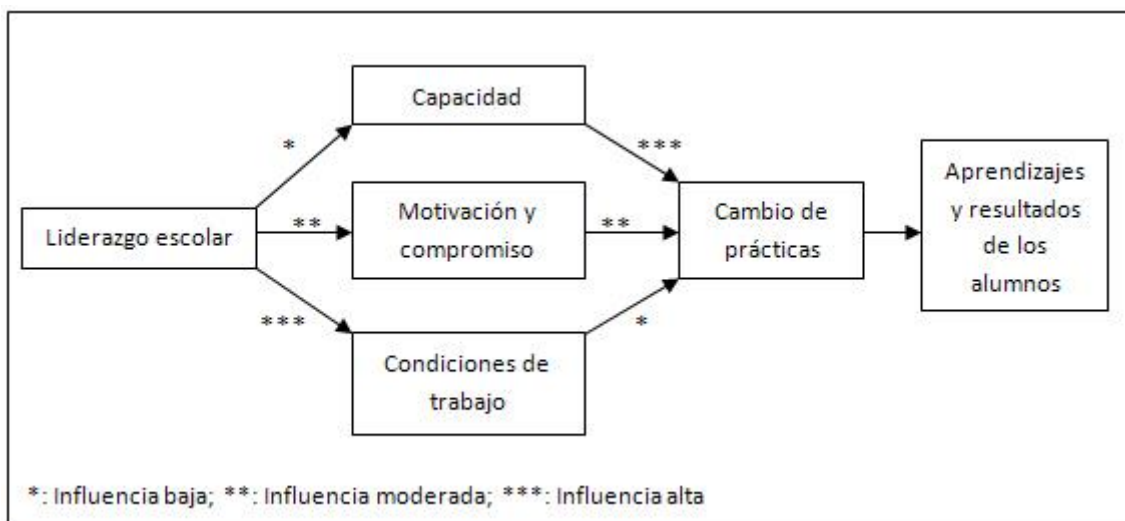 Capacidad
*
***
Liderazgo escolar
**
Motivación y
compromiso
**
Cambio de
prácticas
Aprendizajes
y resultados
de los
alumnos
***
*
Condiciones de
trabajo
*: Influencia baja; **: Influencia moderada; ***: Influencia alta